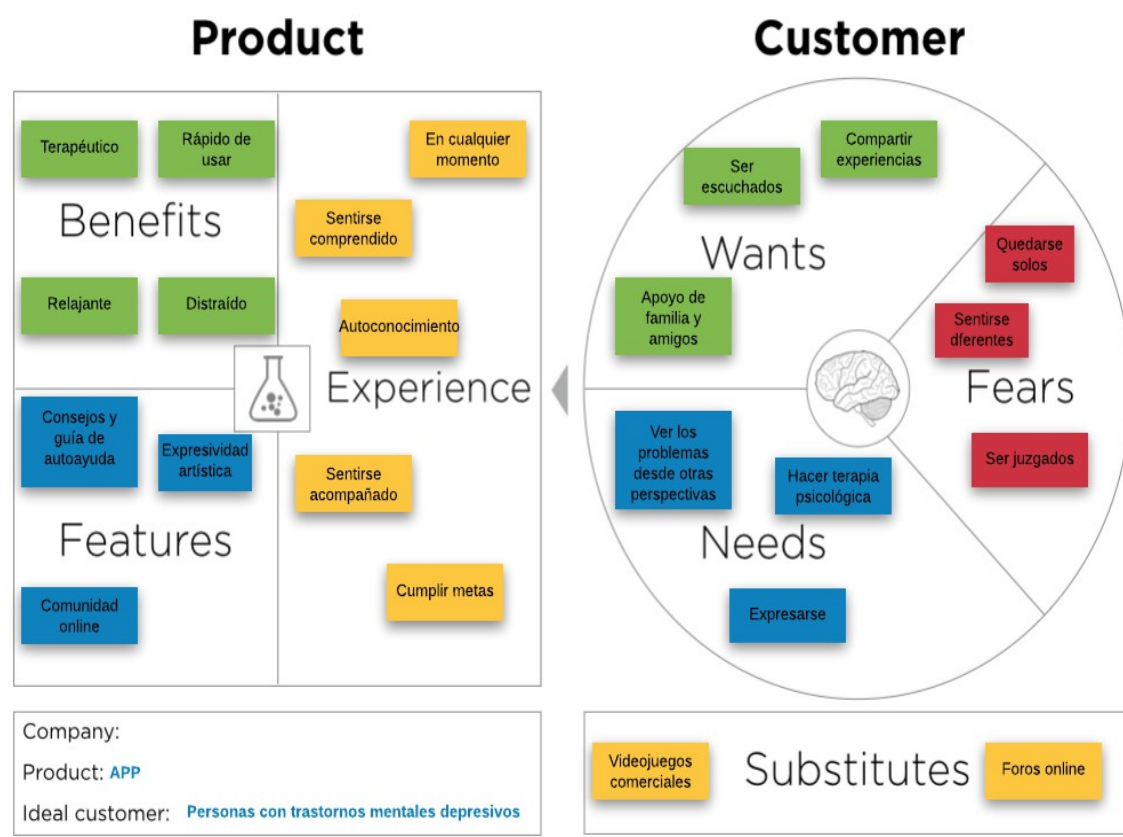 Product
Customer
Terapéutico
Rápido de
usar
En cualquier
momento
Benefits
Sentirse
comprendido
Relajante
Distraído
Autoconocimiento
Experience
Consejos y
guía de
autoayuda
Expresividad
artística
Sentirse
acompañado
Features
Comunidad
online
Cumplir metas
Compartir
experiencias
Ser
escuchados
Wants
Quedarse
solos
Apoyo de
familia y
amigos
Sentirse
dferentes
Fears
Ver los
problemas
desde otras
perspectivas
Hacer terapia
psicológica
Ser juzgados
Needs
Expresarse
Company:
Product: APP
Ideal customer: Personas con trastornos mentales depresivos
Videojuegos
comerciales
Substitutes
Foros online